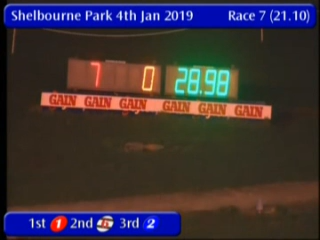 Shelbourne Park 4th Jan 2019 Race 7 (21.10)
7 0 28.98
GAIN GAIN GAIN GAIN GAIN GAIN
1st 1 2nd 3rd 2